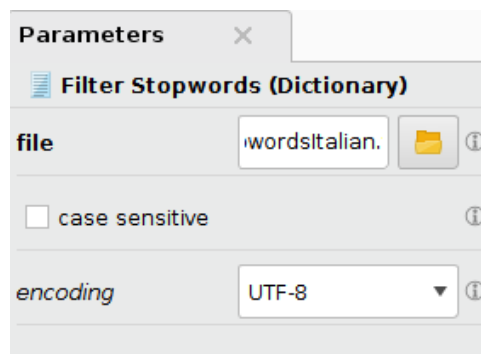 Parameters
Filter Stopwords (Dictionary)
file
wordsItalian.
case sensitive
encoding
UTF-8